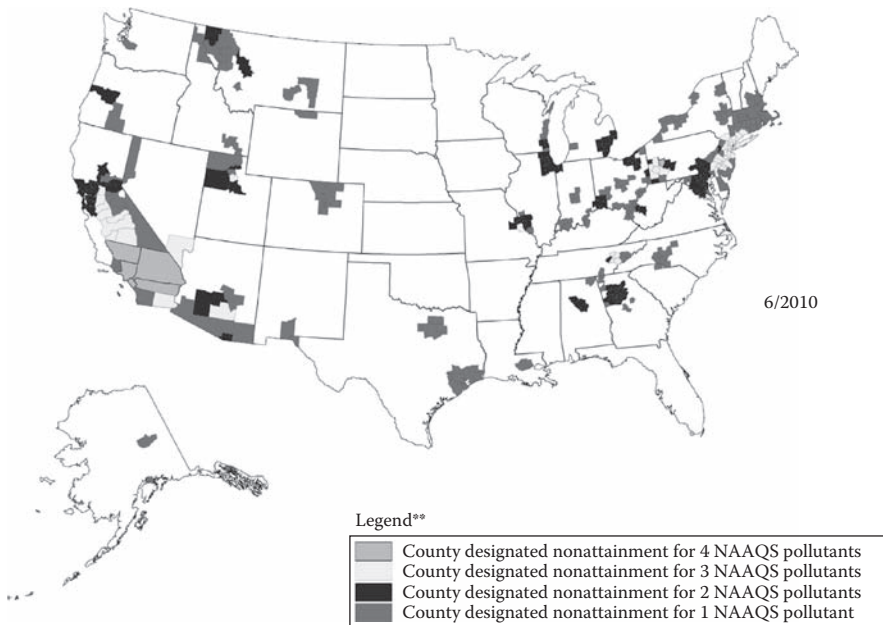 6/2010
Legend**
County designated nonattainment for 4 NAAQS pollutants
County designated nonattainment for 3 NAAQS pollutants
County designated nonattainment for 2 NAAQS pollutants
County designated nonattainment for 1 NAAQS pollutant